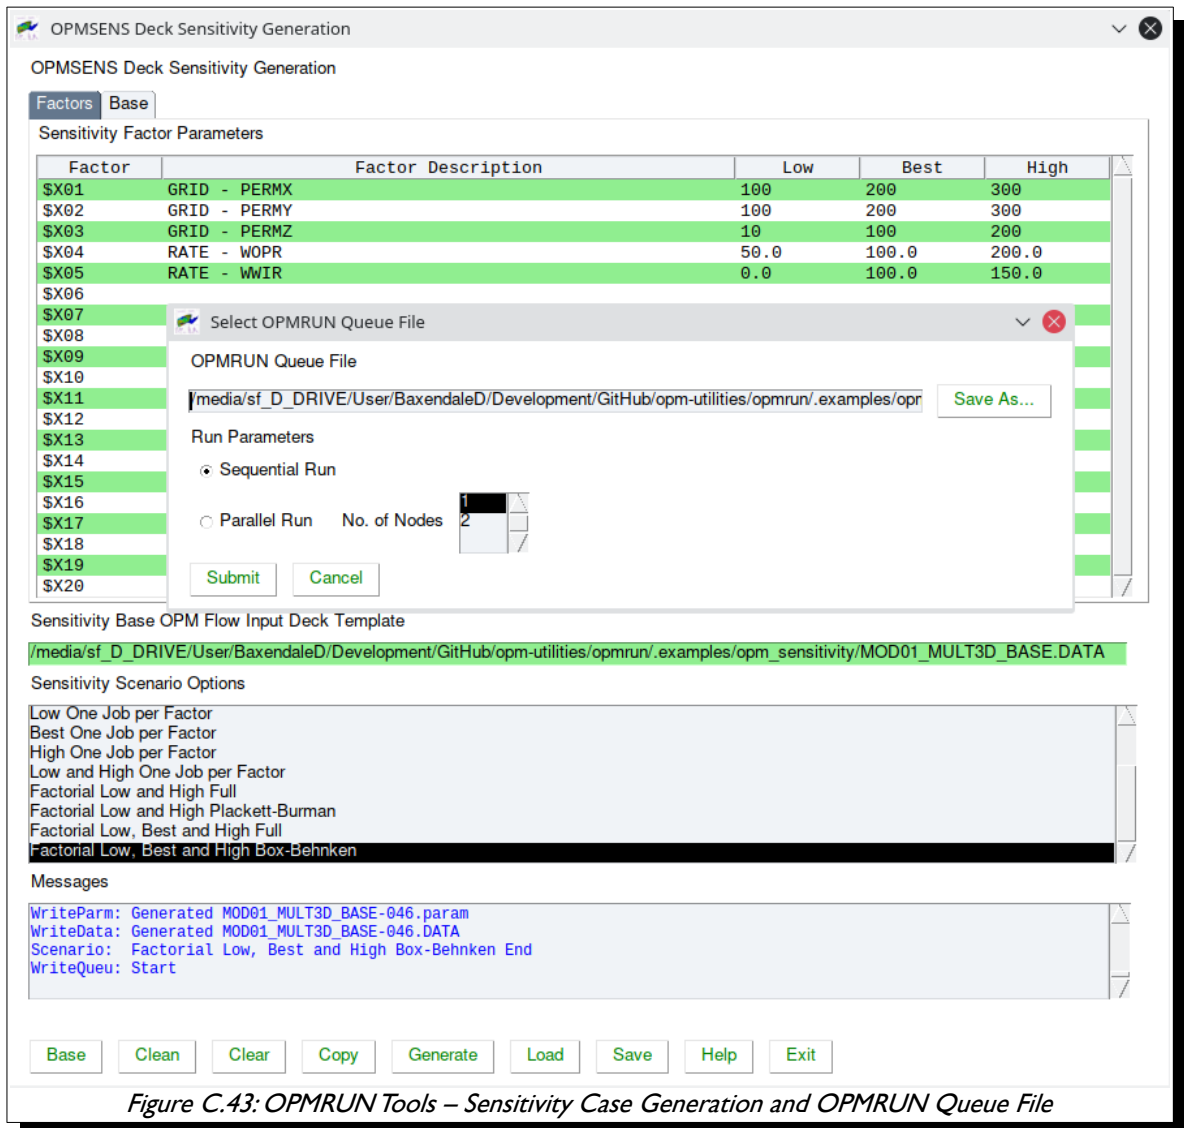 OPMSENS Deck Sensitivity Generation
OPMSENS Deck Sensitivity Generation
Factors Base
Sensitivity Factor Parameters
Factor Factor Description Low Best High
$X01 GRID - PERMX 100 200 300
$X02 GRID - PERMY 100 200 300
$X03 GRID - PERMZ 10 100 200
$X04 RATE - WOPR 50.0 100.0 200.0
$X05 RATE - WWIR 0.0 100.0 150.0
$X06
$X07
$X08
$X09
$X10
$X11
$X12
$X13
$X14
$X15
$X16
$X17
$X18
$X19
$X20
Select OPMRUN Queue File
OPMRUN Queue File
/media/sf_D_DRIVE/User/BaxendaleD/Development/GitHub/opm-utilities/opmrun/.examples/opr Save As...
Run Parameters
Sequential Run
Parallel Run No. of Nodes 1
2
Submit Cancel
Sensitivity Base OPM Flow Input Deck Template
/media/sf_D_DRIVE/User/BaxendaleD/Development/GitHub/opm-utilities/opmrun/.examples/opm_sensitivity/MOD01_MULT3D_BASE.DATA
Sensitivity Scenario Options
Low One Job per Factor
Best One Job per Factor
High One Job per Factor
Low and High One Job per Factor
Factorial Low and High Full
Factorial Low and High Plackett-Burman
Factorial Low, Best and High Full
Factorial Low, Best and High Box-Behnken
Messages
WriteParm: Generated MOD01_MULT3D_BASE-046.param
WriteData: Generated MOD01_MULT3D_BASE-046.DATA
Scenario: Factorial Low, Best and High Box-Behnken End
WriteQueu: Start
Base Clean Clear Copy Generate Load Save Help Exit
Figure C.43: OPMRUN Tools – Sensitivity Case Generation and OPMRUN Queue File